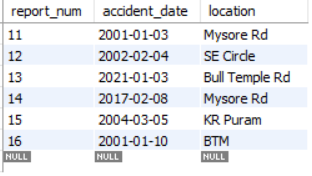 report_num accident_date location
11 2001-01-03 Mysore Rd
12 2002-02-04 SE Circle
13 2021-01-03 Bull Temple Rd
14 2017-02-08 Mysore Rd
15 2004-03-05 KR Puram
16 2001-01-10 BTM
NULL NULL NULL